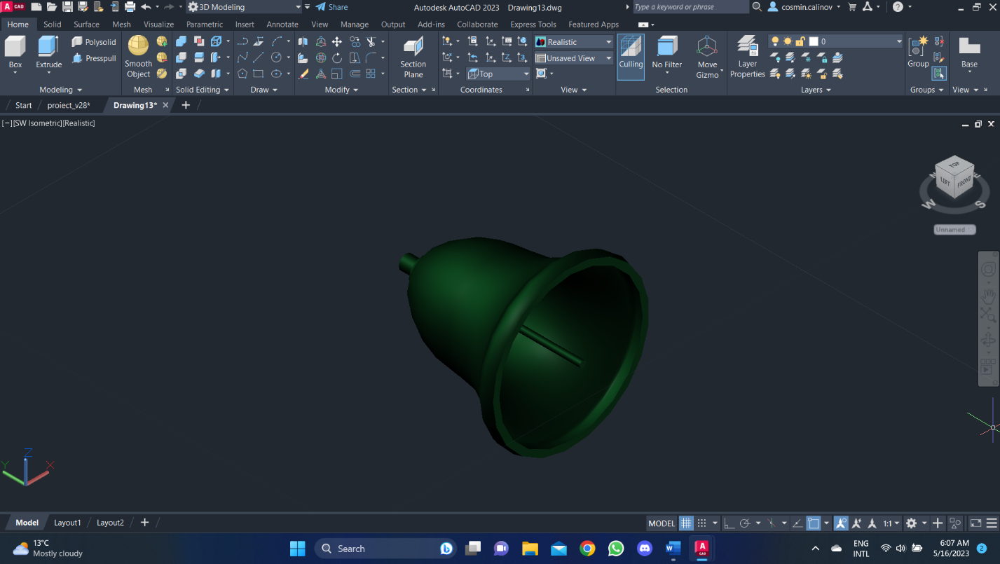 A CAD 3D Modeling Share Autodesk AutoCAD 2023 Drawing13.dwg Type a keyword or phrase cosmin.calinov
Home Solid Surface Mesh Visualize Parametric Insert Annotate View Manage Output Add-ins Collaborate Express Tools Featured Apps
Polysolid
Presspull
Box
Extrude
Smooth
Object
Section
Plane
Top
Realistic
Unsaved View
Culling
No Filter
Move
Gizmo
Layer
Properties
0
Group
Base
Modeling Mesh Solid Editing Draw Modify Section Coordinates View Selection Layers Groups View
Start proiect_v28* Drawing13*
[−][SW Isometric][Realistic]
TOP
LEFT
FRONT
N
E
W
S
Unnamed
Z
Y
X
Model Layout1 Layout2 MODEL 1:1
13°C
Mostly cloudy
Search
A
CAD
ENG
INTL
6:07 AM
5/16/2023
2